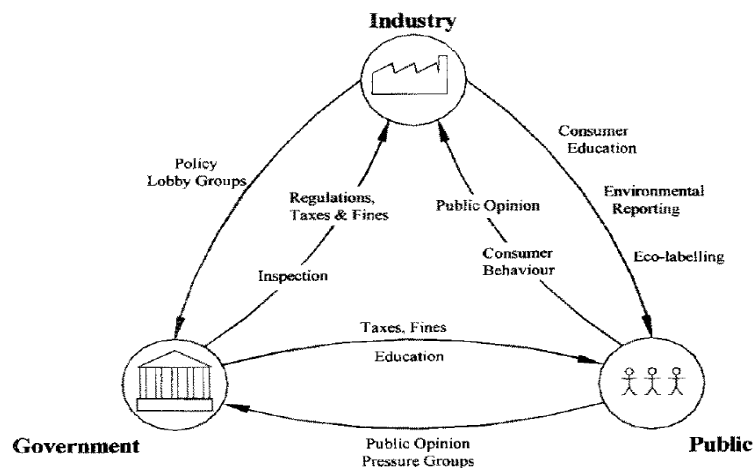 Industry
Policy
Lobby Groups
Regulations,
Taxes & Fines
Inspection
Public Opinion
Consumer
Behaviour
Consumer
Education
Environmental
Reporting
Eco-labelling
Taxes, Fines
Education
Government
Public
Public Opinion
Pressure Groups